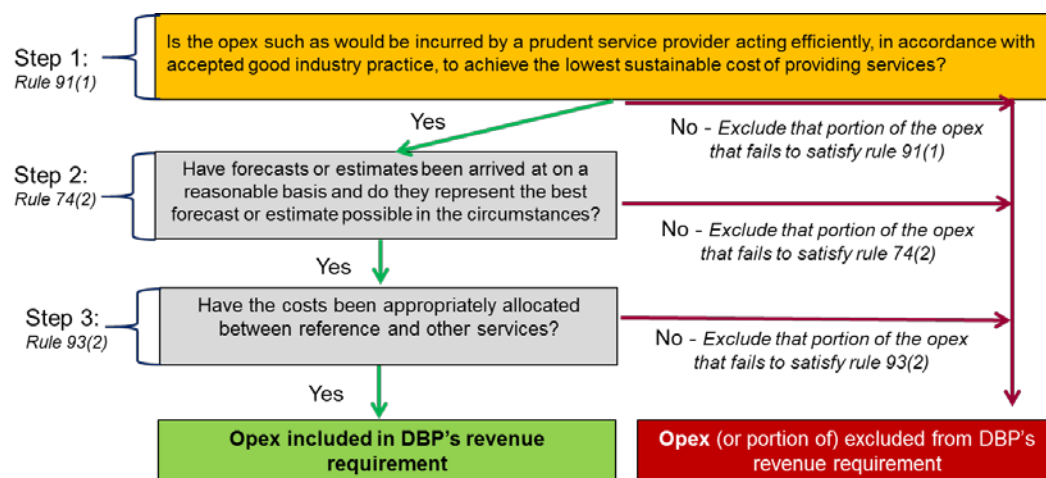 Step 1:
Rule 91(1)
Is the opex such as would be incurred by a prudent service provider acting efficiently, in accordance with
accepted good industry practice, to achieve the lowest sustainable cost of providing services?
Yes
No - Exclude that portion of the opex
that fails to satisfy rule 91(1)
Step 2:
Rule 74(2)
Have forecasts or estimates been arrived at on a
reasonable basis and do they represent the best
forecast or estimate possible in the circumstances?
Yes
No - Exclude that portion of the opex
that fails to satisfy rule 74(2)
Step 3:
Rule 93(2)
Have the costs been appropriately allocated
between reference and other services?
Yes
No - Exclude that portion of the opex
that fails to satisfy rule 93(2)
Opex included in DBP's revenue
requirement
Opex (or portion of) excluded from DBP's
revenue requirement